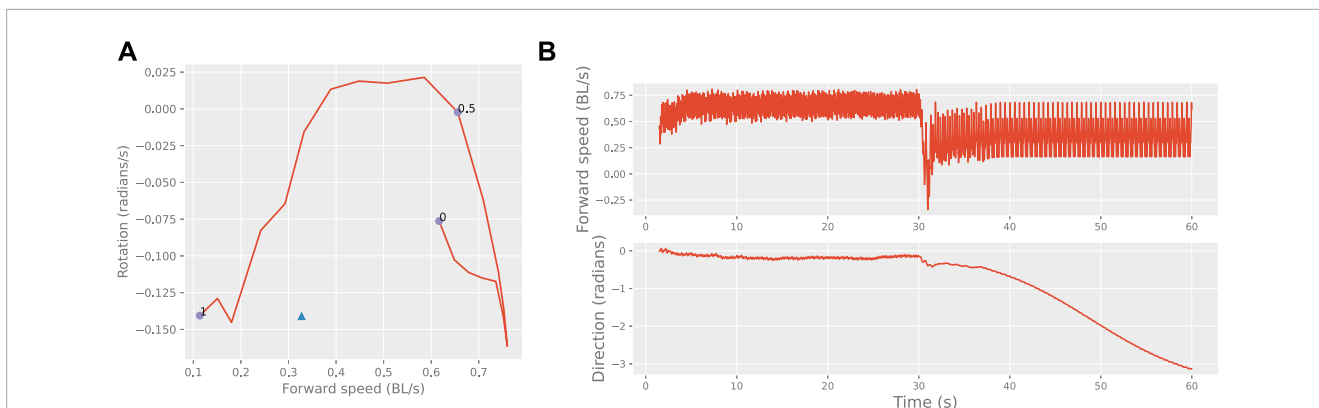 A
Rotation (radians/s)
0.025
0.000
−0.025
−0.050
−0.075
−0.100
−0.125
−0.150
0.5
0
1
0.1 0.2 0.3 0.4 0.5 0.6 0.7
Forward speed (BL/s)
B
Forward speed (BL/s)
0.75
0.50
0.25
0.00
−0.25
0 10 20 30 40 50 60
Direction (radians)
0
−1
−2
−3
0 10 20 30 40 50 60
Time (s)